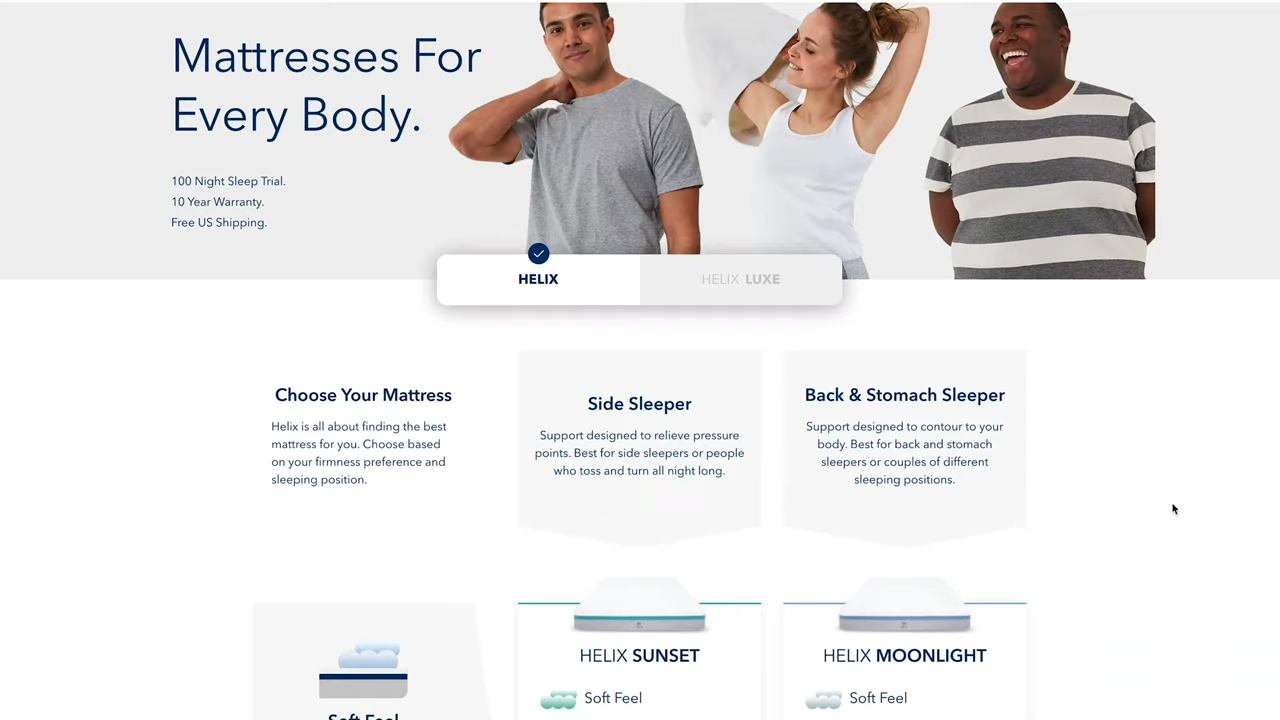 Mattresses For
Every Body.
100 Night Sleep Trial.
10 Year Warranty.
Free US Shipping.
HELIX
HELIX LUXE
Choose Your Mattress
Helix is all about finding the best
mattress for you. Choose based
on your firmness preference and
sleeping position.
Side Sleeper
Support designed to relieve pressure
points. Best for side sleepers or people
who toss and turn all night long.
Back & Stomach Sleeper
Support designed to contour to your
body. Best for back and stomach
sleepers or couples of different
sleeping positions.
Soft Feel
HELIX SUNSET
Soft Feel
HELIX MOONLIGHT
Soft Feel